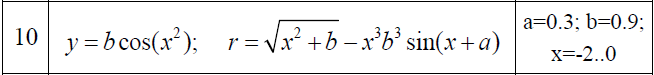 10 y = b cos(x²); r = √(x² + b) − x³b³ sin(x + a) a=0.3; b=0.9;
x=-2..0